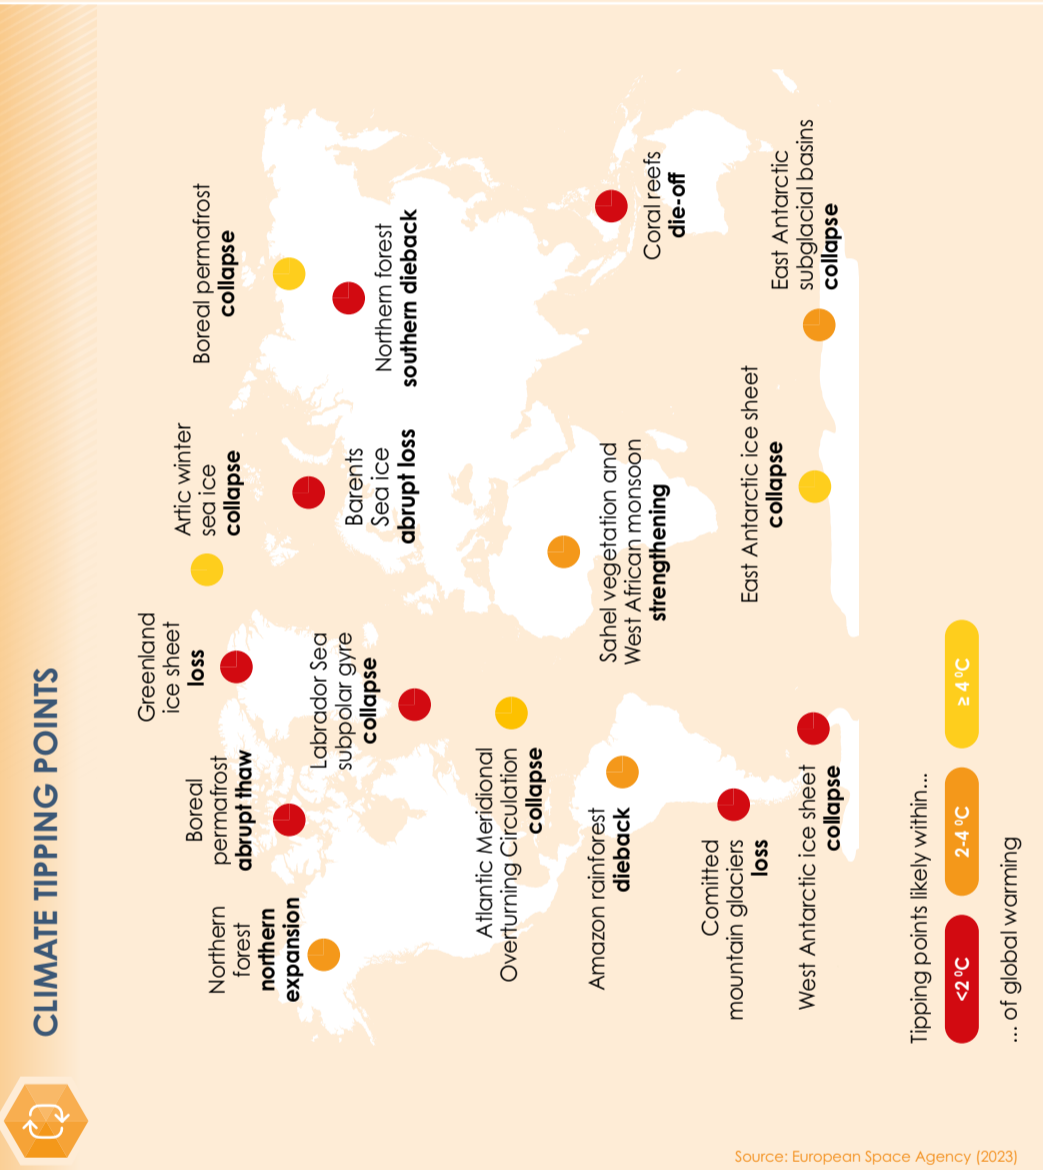 CLIMATE TIPPING POINTS
Greenland
ice sheet
loss
Artic winter
sea ice
collapse
Boreal permafrost
collapse
Boreal
permafrost
abrupt thaw
Northern
forest
northern
expansion
Labrador Sea
subpolar gyre
collapse
Barents
Sea ice
abrupt loss
Northern forest
southern dieback
Atlantic Meridional
Overturning Circulation
collapse
Amazon rainforest
dieback
Sahel vegetation and
West African monsoon
strengthening
Coral reefs
die-off
Comitted
mountain glaciers
loss
East Antarctic ice sheet
collapse
East Antarctic
subglacial basins
collapse
West Antarctic ice sheet
collapse
Tipping points likely within...
<2 ºC
2-4 ºC
≥ 4 ºC
... of global warming
Source: European Space Agency (2023)